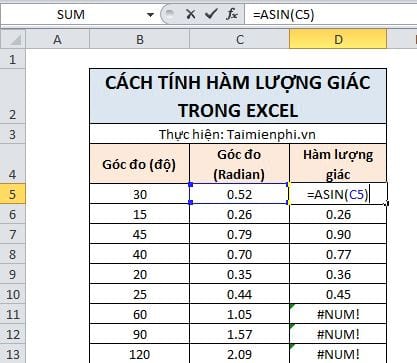 SUM fx =ASIN(C5)
A B C D
1
2 CÁCH TÍNH HÀM LƯỢNG GIÁC
TRONG EXCEL
3 Thực hiện: Taimienphi.vn
4 Góc đo (độ) Góc đo (Radian) Hàm lượng giác
5 30 0.52 =ASIN(C5)
6 15 0.26 0.26
7 45 0.79 0.90
8 40 0.70 0.77
9 20 0.35 0.36
10 25 0.44 0.45
11 60 1.05 #NUM!
12 90 1.57 #NUM!
13 120 2.09 #NUM!